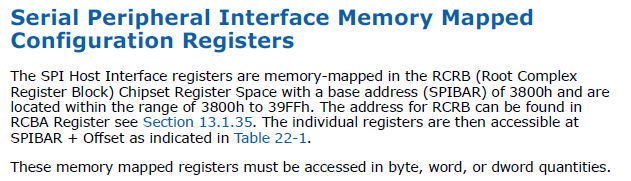 Serial Peripheral Interface Memory Mapped
Configuration Registers
The SPI Host Interface registers are memory-mapped in the RCRB (Root Complex
Register Block) Chipset Register Space with a base address (SPIBAR) of 3800h and are
located within the range of 3800h to 39FFh. The address for RCRB can be found in
RCBA Register see Section 13.1.35. The individual registers are then accessible at
SPIBAR + Offset as indicated in Table 22-1.
These memory mapped registers must be accessed in byte, word, or dword quantities.